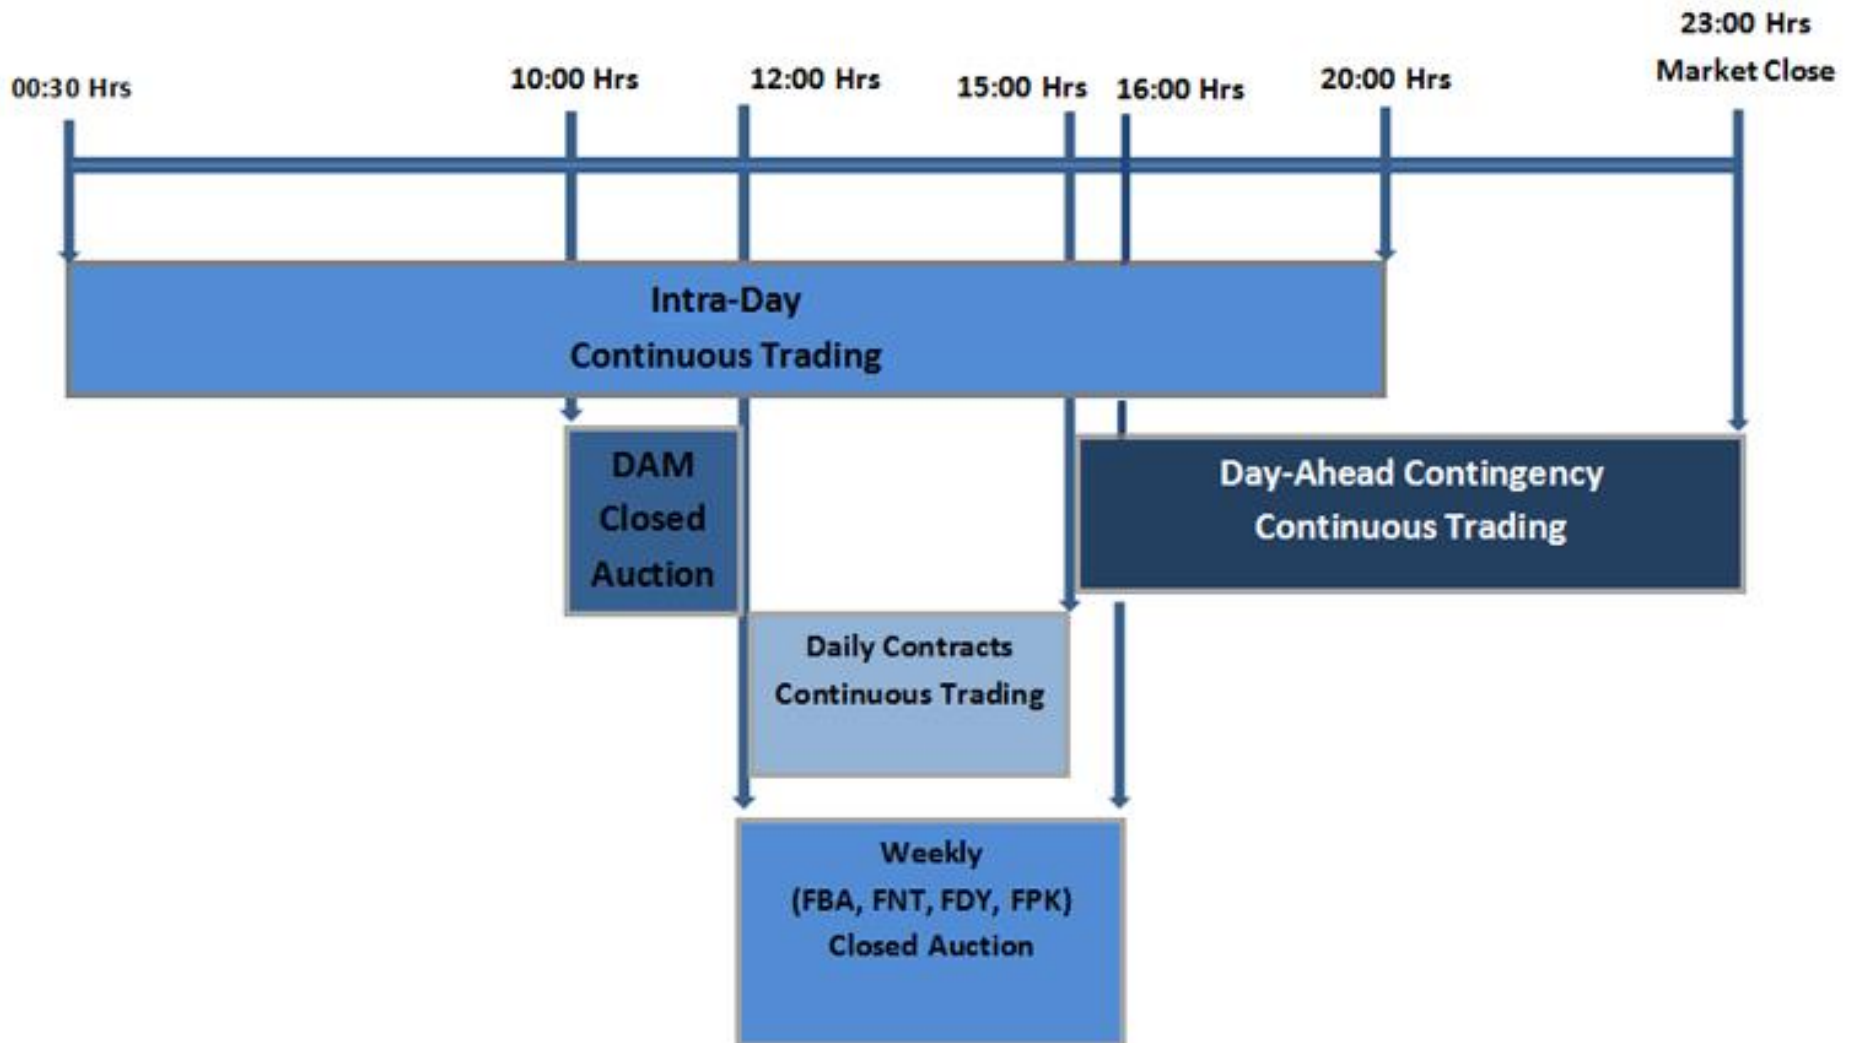 23:00 Hrs
Market Close
00:30 Hrs
10:00 Hrs
12:00 Hrs
15:00 Hrs
16:00 Hrs
20:00 Hrs
Intra-Day
Continuous Trading
DAM
Closed
Auction
Day-Ahead Contingency
Continuous Trading
Daily Contracts
Continuous Trading
Weekly
(FBA, FNT, FDY, FPK)
Closed Auction